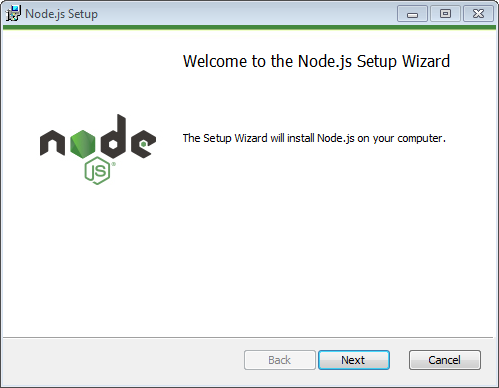 Node.js Setup
Welcome to the Node.js Setup Wizard
The Setup Wizard will install Node.js on your computer.
node
JS®
Back
Next
Cancel